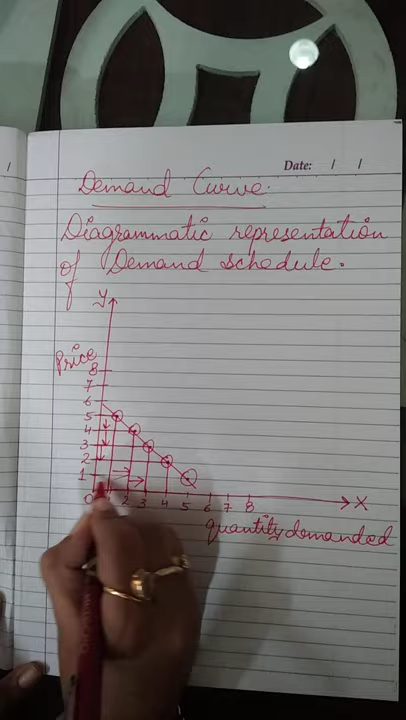 Date: / /
Demand Curve.
Diagrammatic representation
of Demand schedule.
Y
Price
8
7
6
5
4
3
2
1
0 2 3 4 5 6 7 8 X
quantity demanded